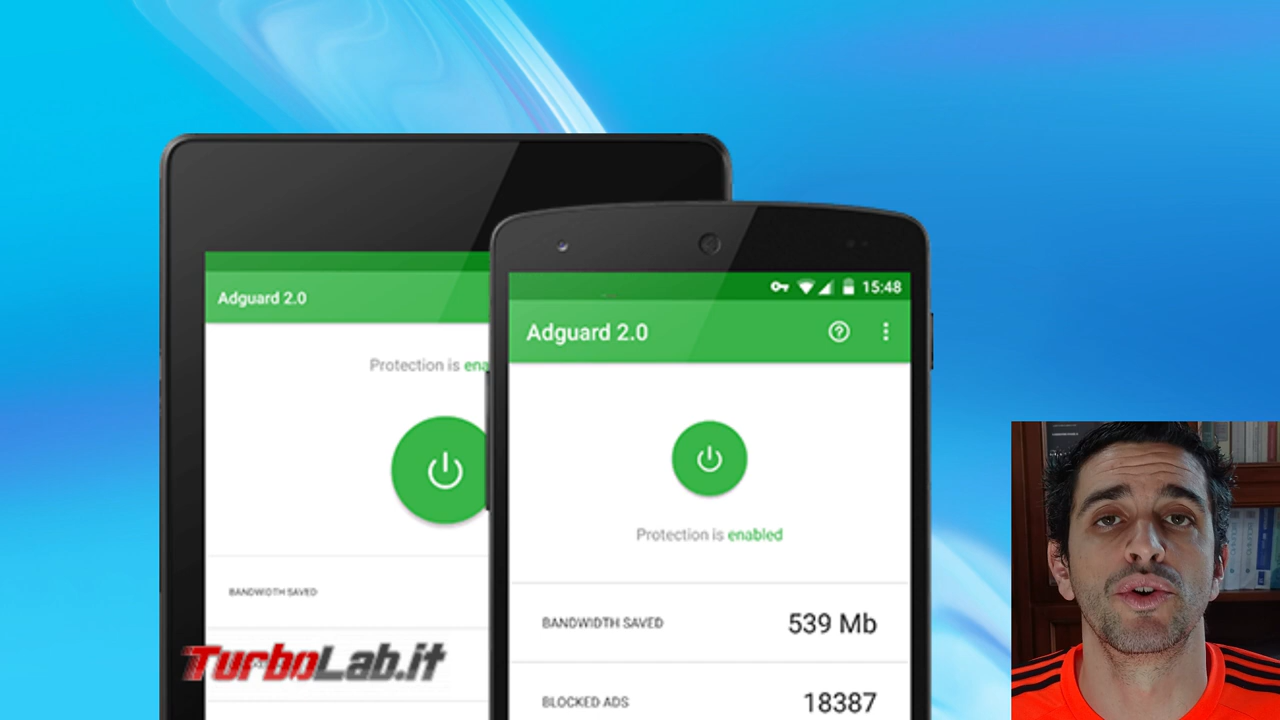 Adguard 2.0
Protection is ena
BANDWIDTH SAVED
TurboLab.it
15:48
Adguard 2.0
Protection is enabled
BANDWIDTH SAVED 539 Mb
BLOCKED ADS 18387